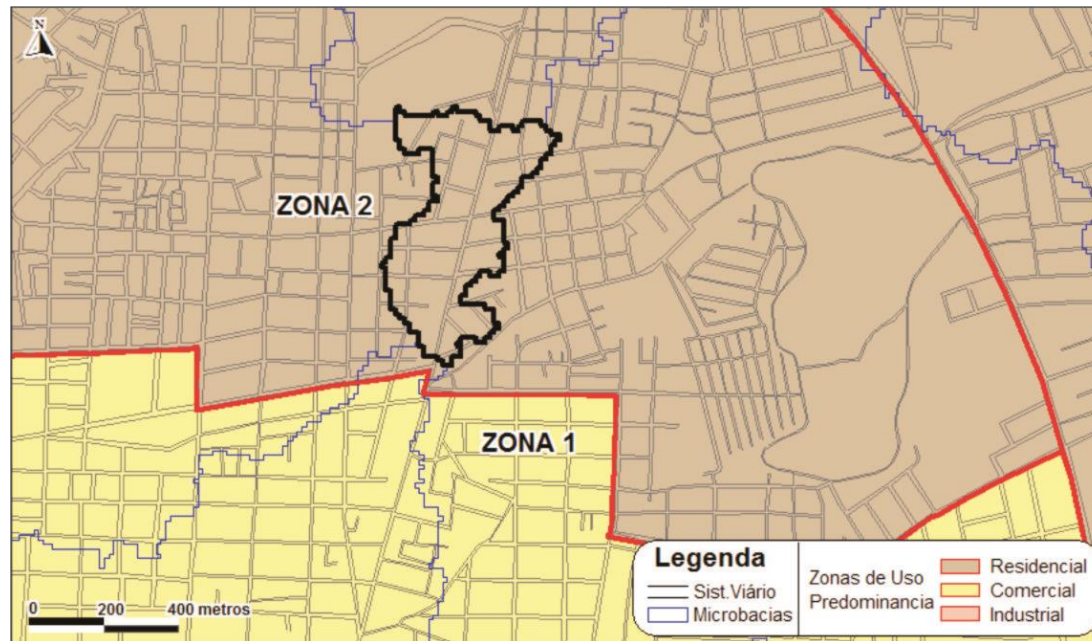 N
ZONA 2
ZONA 1
0 200 400 metros
Legenda
Sist.Viário
Microbacias
Zonas de Uso
Predominancia
Residencial
Comercial
Industrial